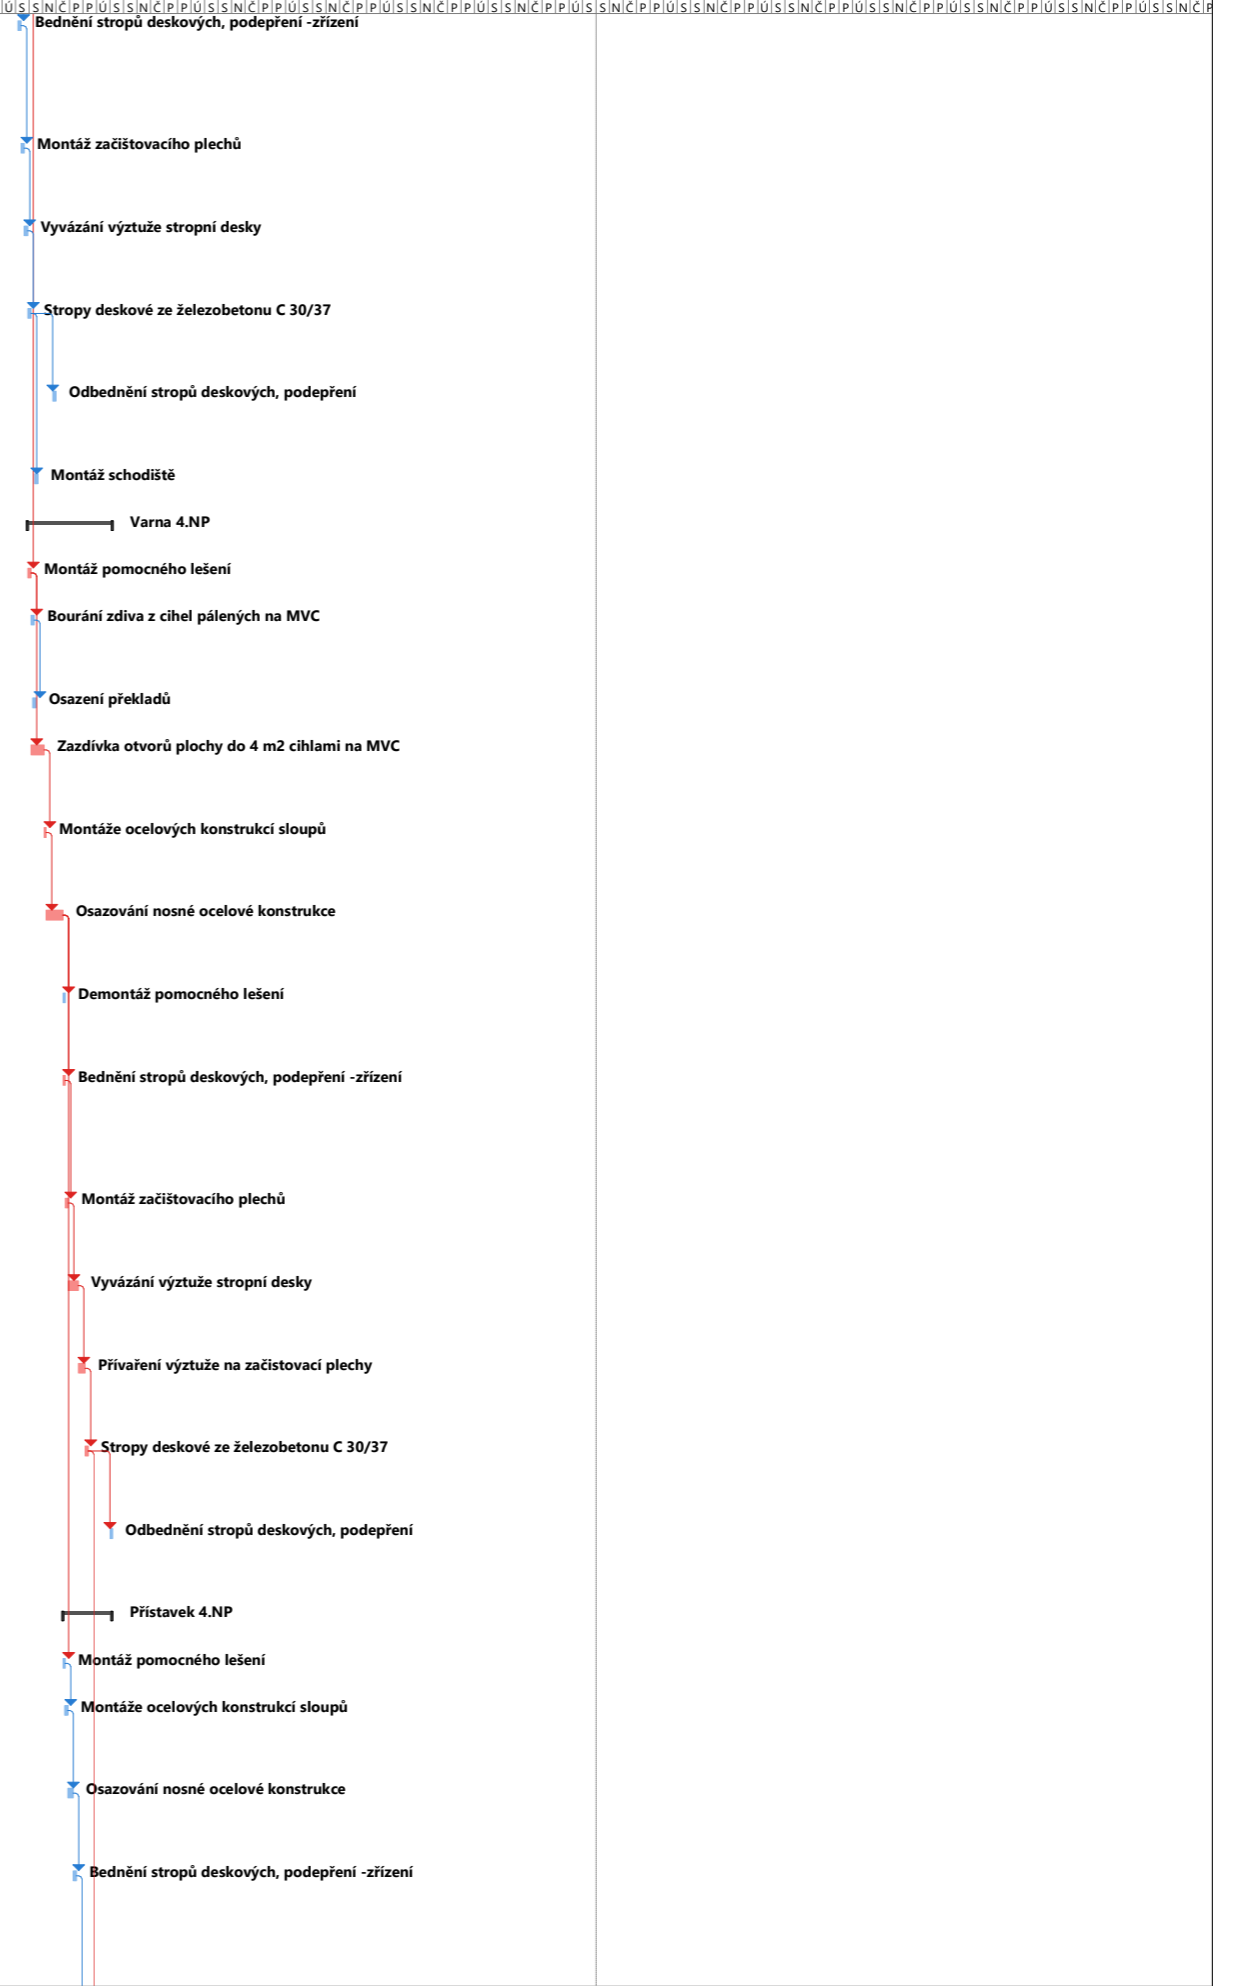 Ú S S N Č P P Ú S S N Č P P Ú S S N Č P P Ú S S N Č P P Ú S S N Č P P Ú S S N Č P P Ú S S N Č P P Ú S S N Č P P Ú S S N Č P P Ú S S N Č P P Ú S S N Č P P Ú S S N Č P P Ú S S N Č P
Bednění stropů deskových, podepření -zřízení
Montáž začištovacího plechů
Vyvázání výztuže stropní desky
Stropy deskové ze železobetonu C 30/37
Odbednění stropů deskových, podepření
Montáž schodiště
Varna 4.NP
Montáž pomocného lešení
Bourání zdiva z cihel pálených na MVC
Osazení překladů
Zazdívka otvorů plochy do 4 m2 cihlami na MVC
Montáže ocelových konstrukcí sloupů
Osazování nosné ocelové konstrukce
Demontáž pomocného lešení
Bednění stropů deskových, podepření -zřízení
Montáž začištovacího plechů
Vyvázání výztuže stropní desky
Přívaření výztuže na začistovací plechy
Stropy deskové ze železobetonu C 30/37
Odbednění stropů deskových, podepření
Přístavek 4.NP
Montáž pomocného lešení
Montáže ocelových konstrukcí sloupů
Osazování nosné ocelové konstrukce
Bednění stropů deskových, podepření -zřízení